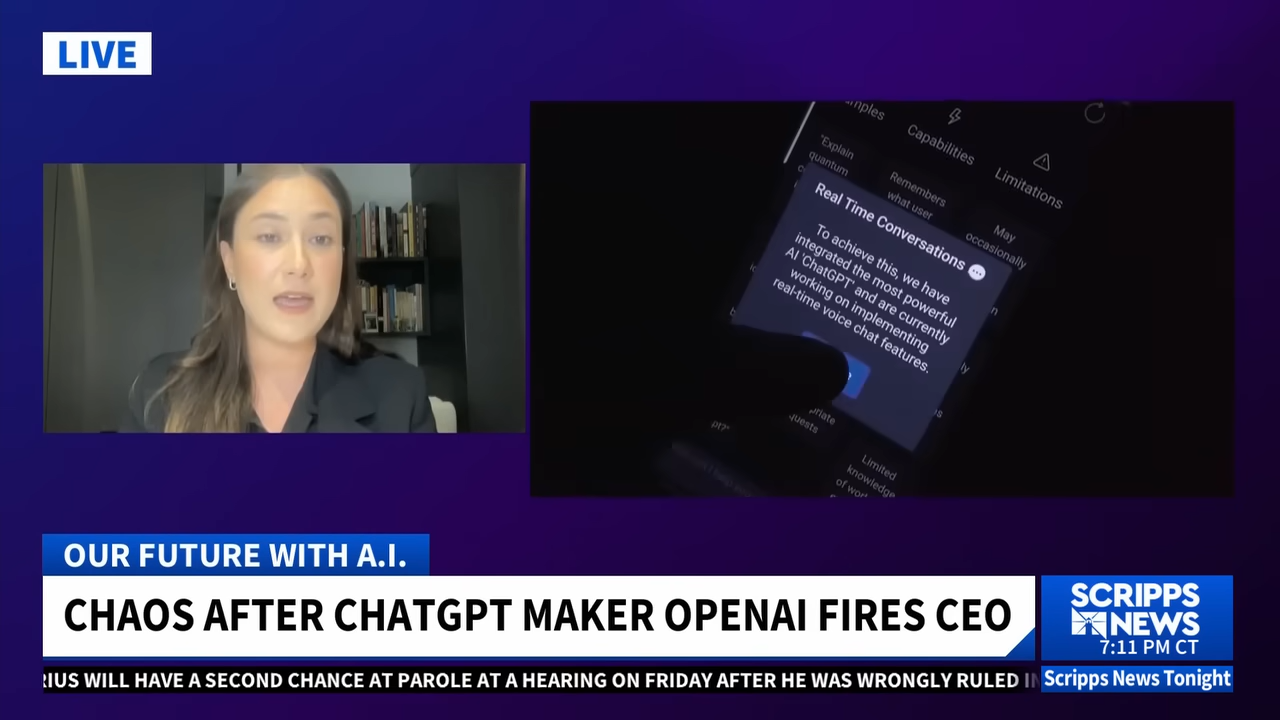 LIVE
Capabilities
Limitations
"Explain
quantum
Remembers
what user
May
occasionally
Real Time Conversations
To achieve this, we have
integrated the most powerful
AI 'ChatGPT' and are currently
working on implementing
real-time voice chat features.
Limited
knowledge
OUR FUTURE WITH A.I.
CHAOS AFTER CHATGPT MAKER OPENAI FIRES CEO
SCRIPPS
NEWS
7:11 PM CT
WILL HAVE A SECOND CHANCE AT PAROLE AT A HEARING ON FRIDAY AFTER HE WAS WRONGLY RULED
Scripps News Tonight